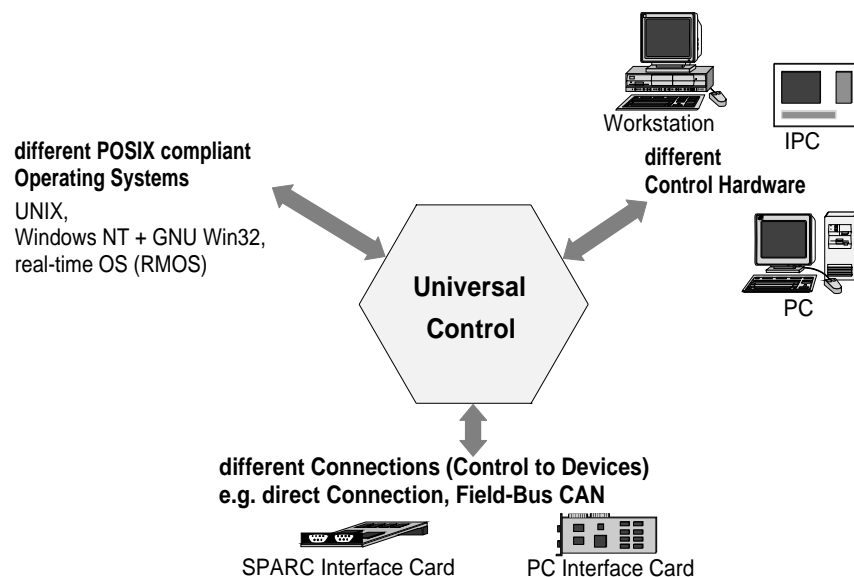 different POSIX compliant
Operating Systems
UNIX,
Windows NT + GNU Win32,
real-time OS (RMOS)
Workstation
IPC
different
Control Hardware
PC
Universal
Control
different Connections (Control to Devices)
e.g. direct Connection, Field-Bus CAN
SPARC Interface Card
PC Interface Card